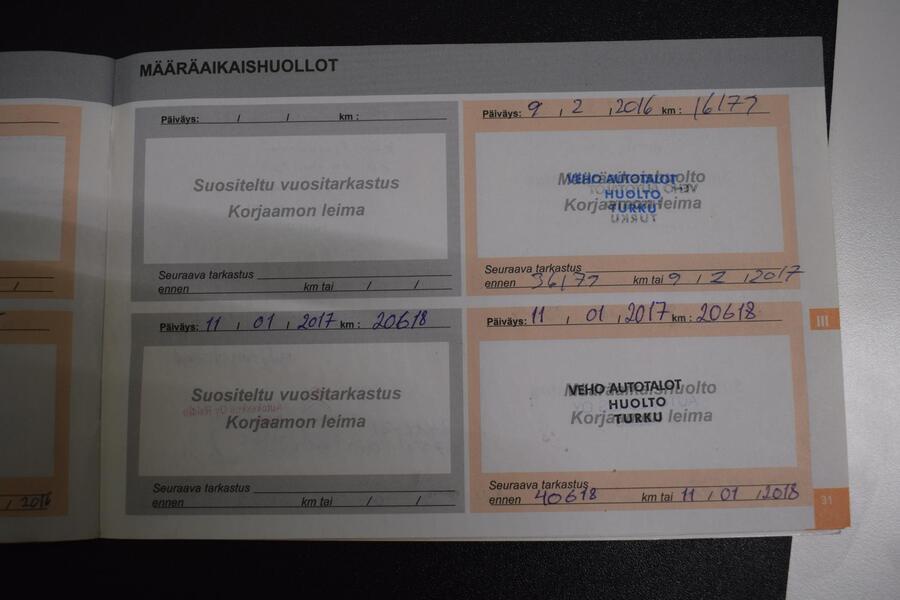 MÄÄRÄAIKAISHUOLLOT
Päiväys: / / km :
Suositeltu vuositarkastus
Korjaamon leima
Seuraava tarkastus
ennen km tai / /
Päiväys: 9 / 2 / 2016 km : 16177
Määräaikaishuolto
Korjaamon leima
VEHO AUTOTALOT
HUOLTO
TURKU
Seuraava tarkastus
ennen 36177 km tai 9 / 2 / 2017
Päiväys: 11 / 01 / 2017 km : 20618
Suositeltu vuositarkastus
Korjaamon leima
Seuraava tarkastus
ennen km tai / /
Päiväys: 11 / 01 / 2017 km : 20618
Määräaikaishuolto
Korjaamon leima
VEHO AUTOTALOT
HUOLTO
TURKU
Seuraava tarkastus
ennen 40618 km tai 11 / 01 / 2018
III
31
/ 2016